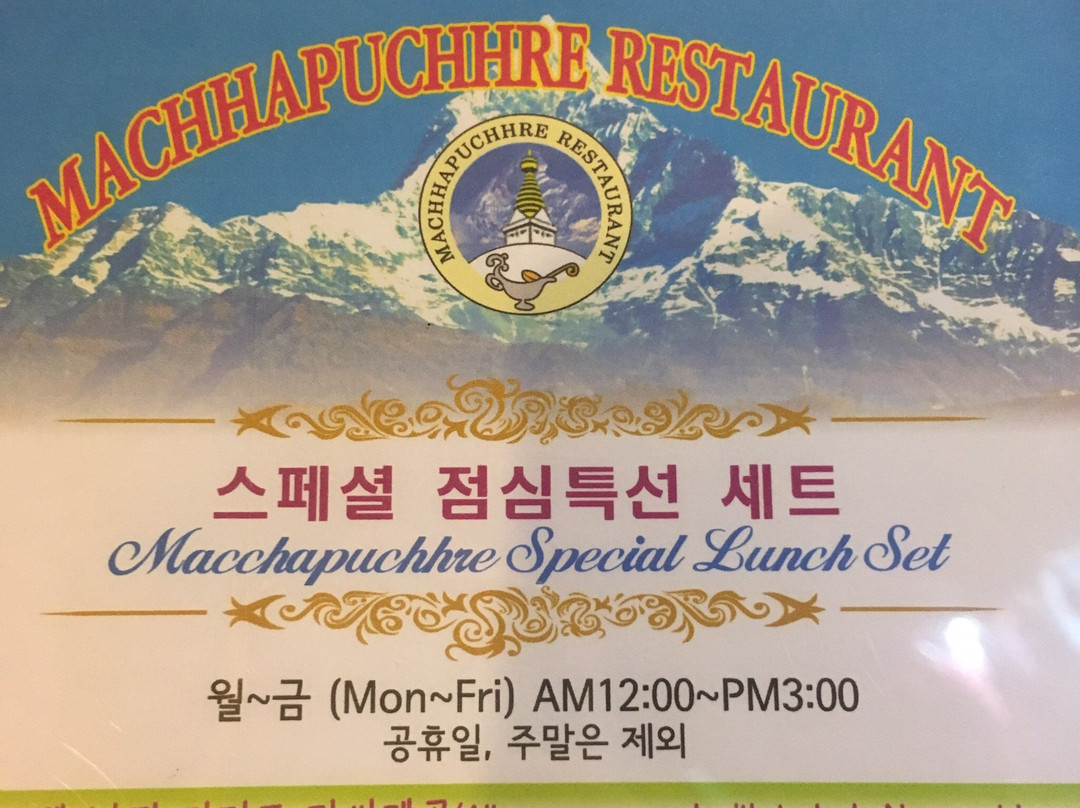 MACHHAPUCHHRE RESTAURANT
MACHHAPUCHHRE RESTAURANT
스페셜 점심특선 세트
Macchapuchhre Special Lunch Set
월~금 (Mon~Fri) AM12:00~PM3:00
공휴일, 주말은 제외